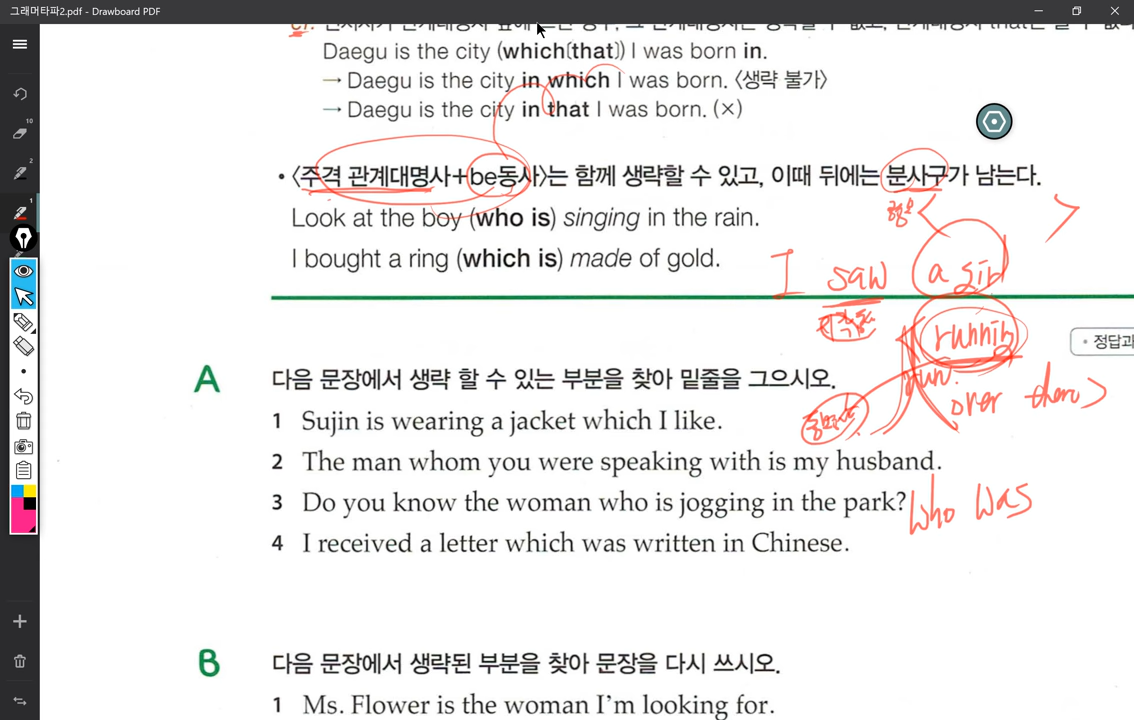 그래머타파2.pdf - Drawboard PDF
Daegu is the city (which(that)) I was born in.
→ Daegu is the city in which I was born. 〈생략 불가〉
→ Daegu is the city in that I was born. (×)
• 〈주격 관계대명사+be동사〉는 함께 생략할 수 있고, 이때 뒤에는 분사구가 남는다.
Look at the boy (who is) singing in the rain.
I bought a ring (which is) made of gold.
I saw a
running
run.
over there
정답과
A 다음 문장에서 생략 할 수 있는 부분을 찾아 밑줄을 그으시오.
1 Sujin is wearing a jacket which I like.
2 The man whom you were speaking with is my husband.
3 Do you know the woman who is jogging in the park?
who was
4 I received a letter which was written in Chinese.
B 다음 문장에서 생략된 부분을 찾아 문장을 다시 쓰시오.
1 Ms. Flower is the woman I'm looking for.
10
2
1